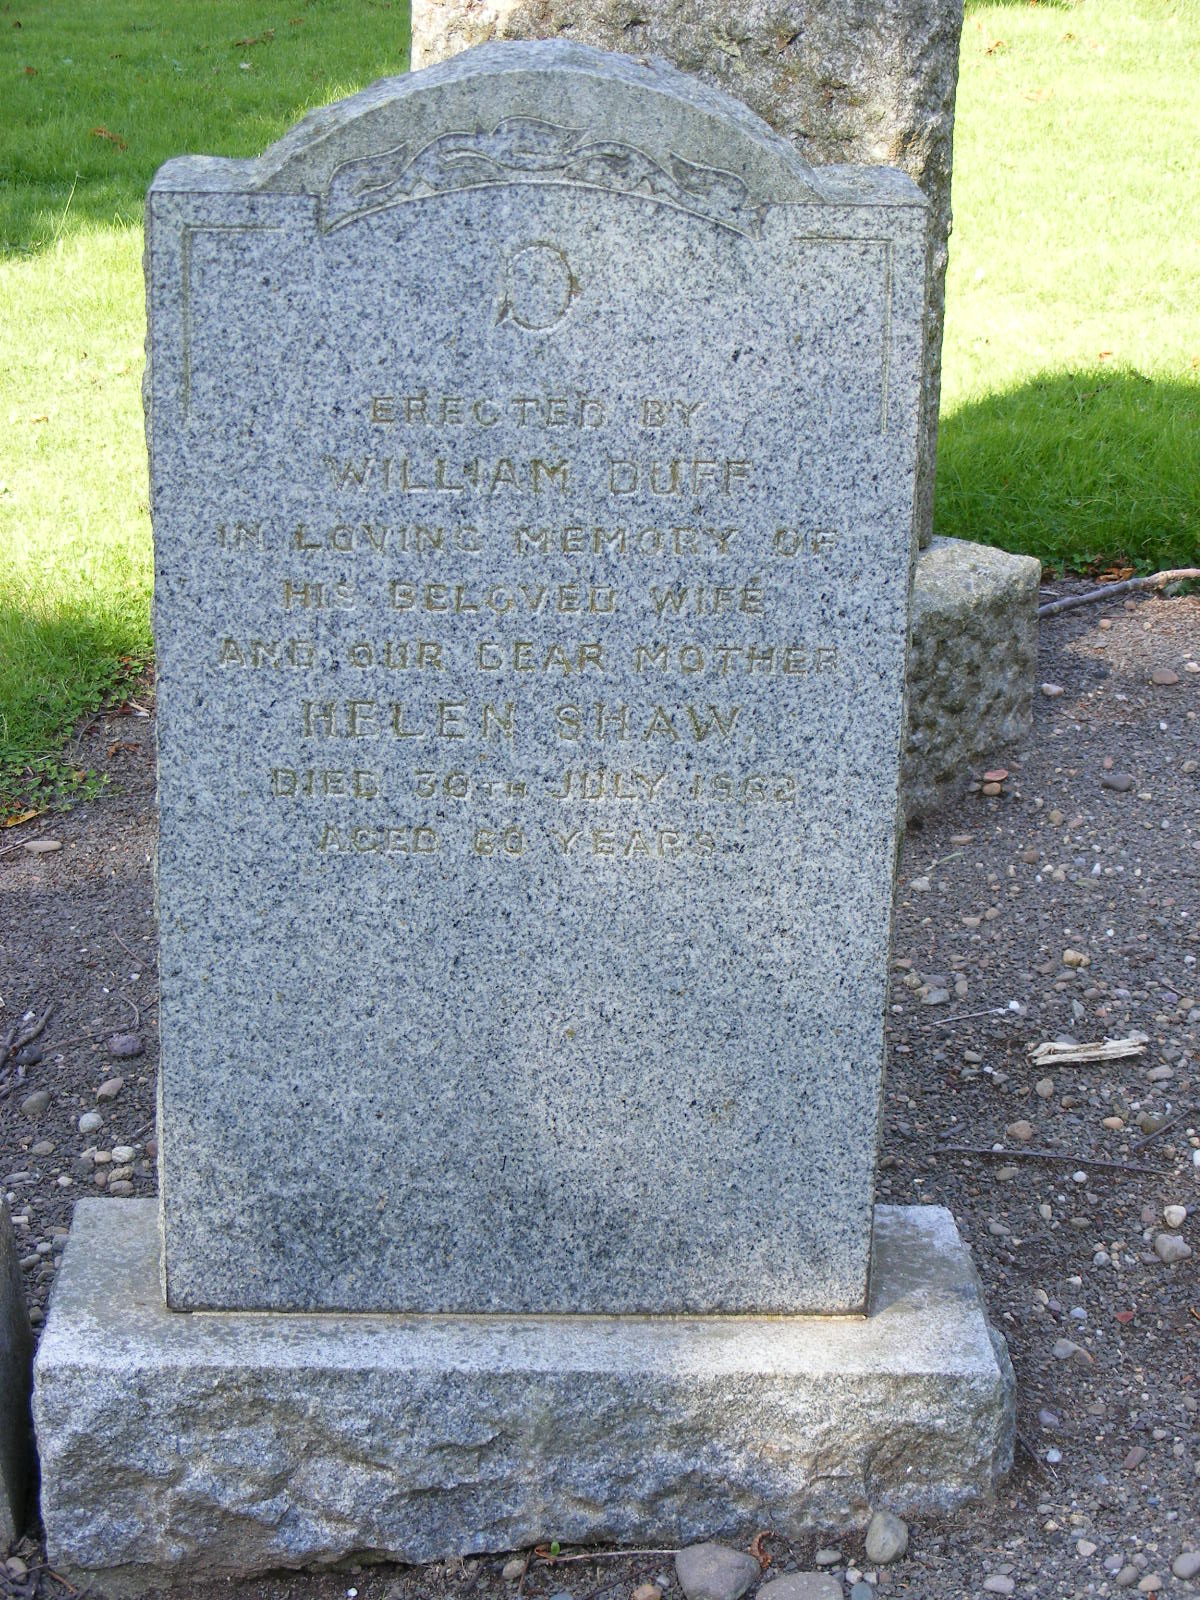 D
ERECTED BY
WILLIAM DUFF
IN LOVING MEMORY OF
HIS BELOVED WIFE
AND OUR DEAR MOTHER
HELEN SHAW,
DIED 30TH JULY 1962
AGED 60 YEARS.